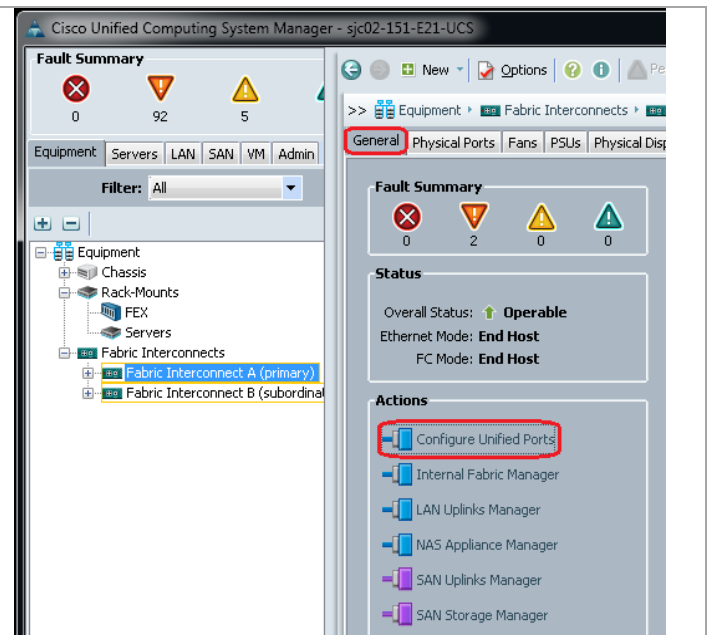 Cisco Unified Computing System Manager - sjc02-151-E21-UCS
Fault Summary
0 92 5
Equipment Servers LAN SAN VM Admin
Filter: All
Equipment
Chassis
Rack-Mounts
FEX
Servers
Fabric Interconnects
Fabric Interconnect A (primary)
Fabric Interconnect B (subordinat
New Options ? i Pe
>> Equipment Fabric Interconnects
General Physical Ports Fans PSUs Physical Disp
Fault Summary
0 2 0 0
Status
Overall Status: Operable
Ethernet Mode: End Host
FC Mode: End Host
Actions
Configure Unified Ports
Internal Fabric Manager
LAN Uplinks Manager
NAS Appliance Manager
SAN Uplinks Manager
SAN Storage Manager